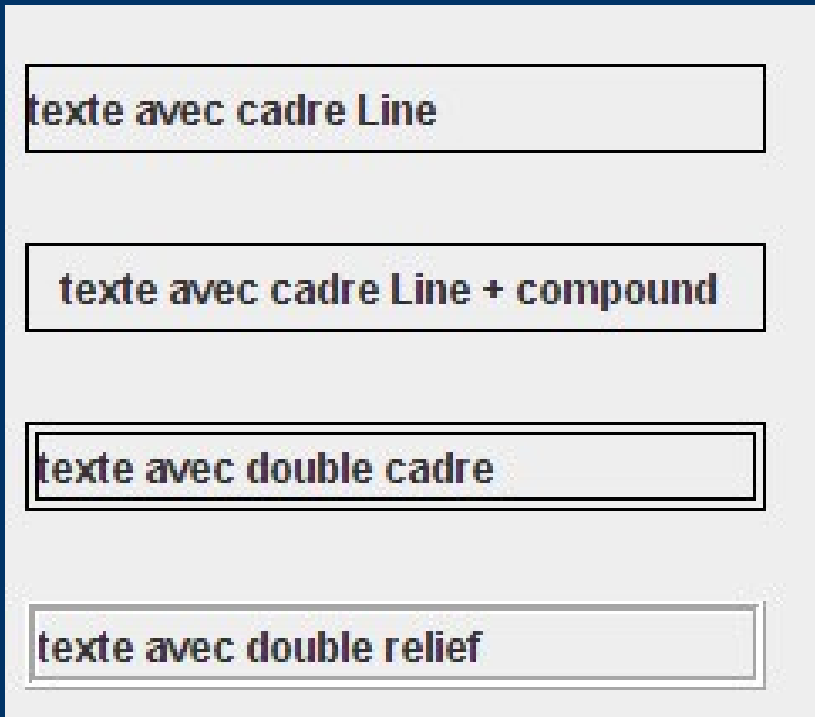 texte avec cadre Line
texte avec cadre Line + compound
texte avec double cadre
texte avec double relief